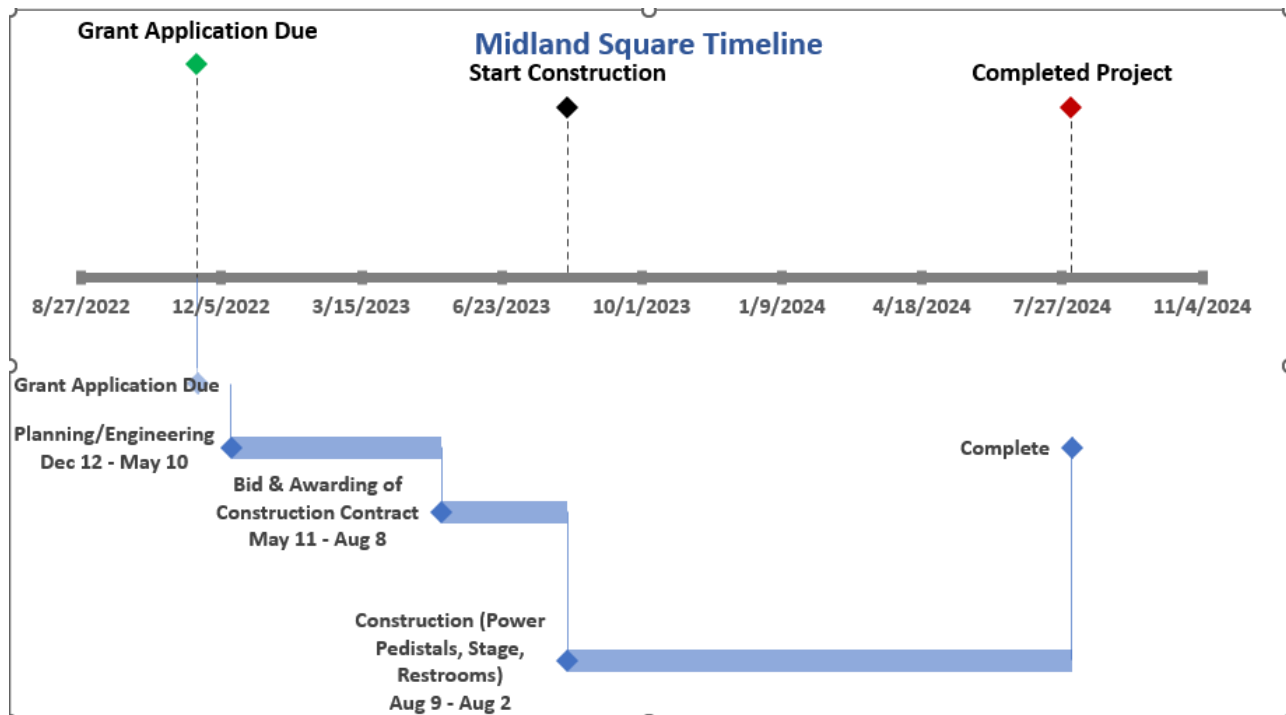 Grant Application Due
Midland Square Timeline
Start Construction
Completed Project
8/27/2022
12/5/2022
3/15/2023
6/23/2023
10/1/2023
1/9/2024
4/18/2024
7/27/2024
11/4/2024
Grant Application Due
Planning/Engineering
Dec 12 - May 10
Complete
Bid & Awarding of
Construction Contract
May 11 - Aug 8
Construction (Power
Pedistals, Stage,
Restrooms)
Aug 9 - Aug 2